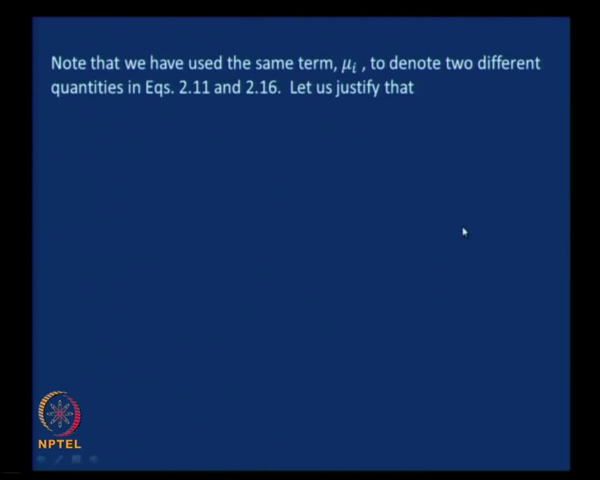 Note that we have used the same term, μᵢ , to denote two different
quantities in Eqs. 2.11 and 2.16.  Let us justify that
NPTEL